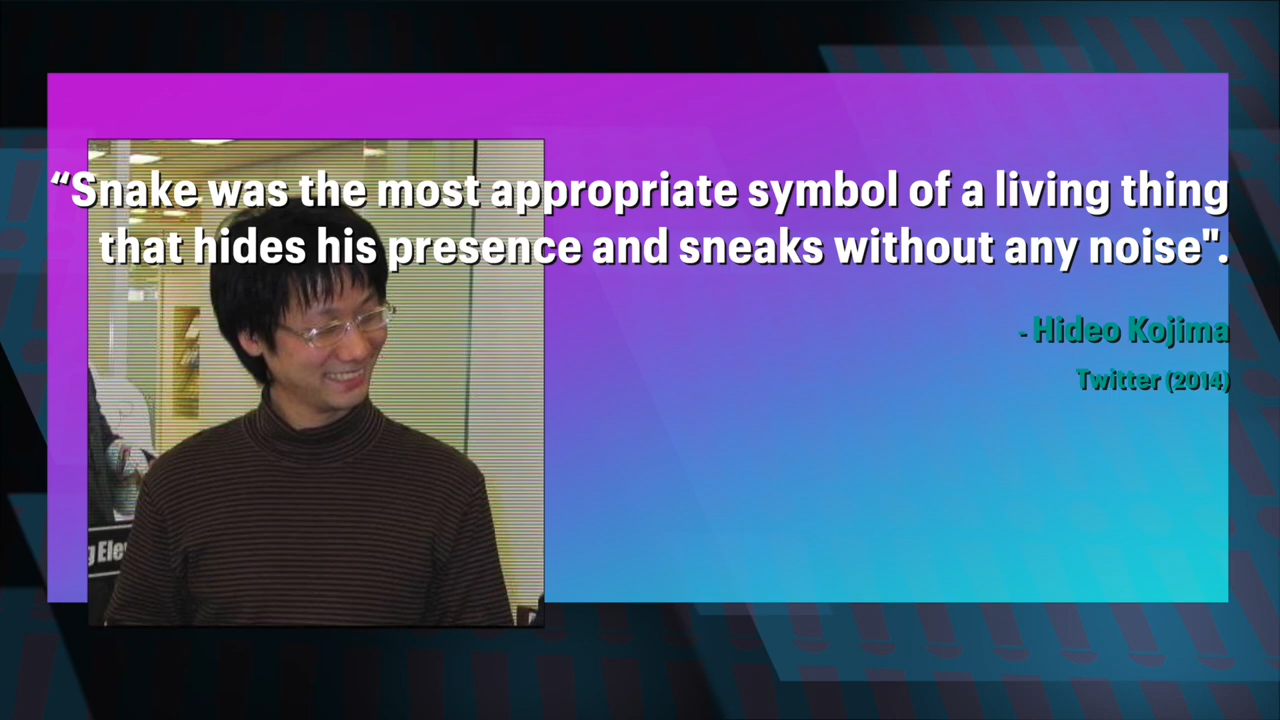 “Snake was the most appropriate symbol of a living thing
that hides his presence and sneaks without any noise".
- Hideo Kojima
Twitter (2014)